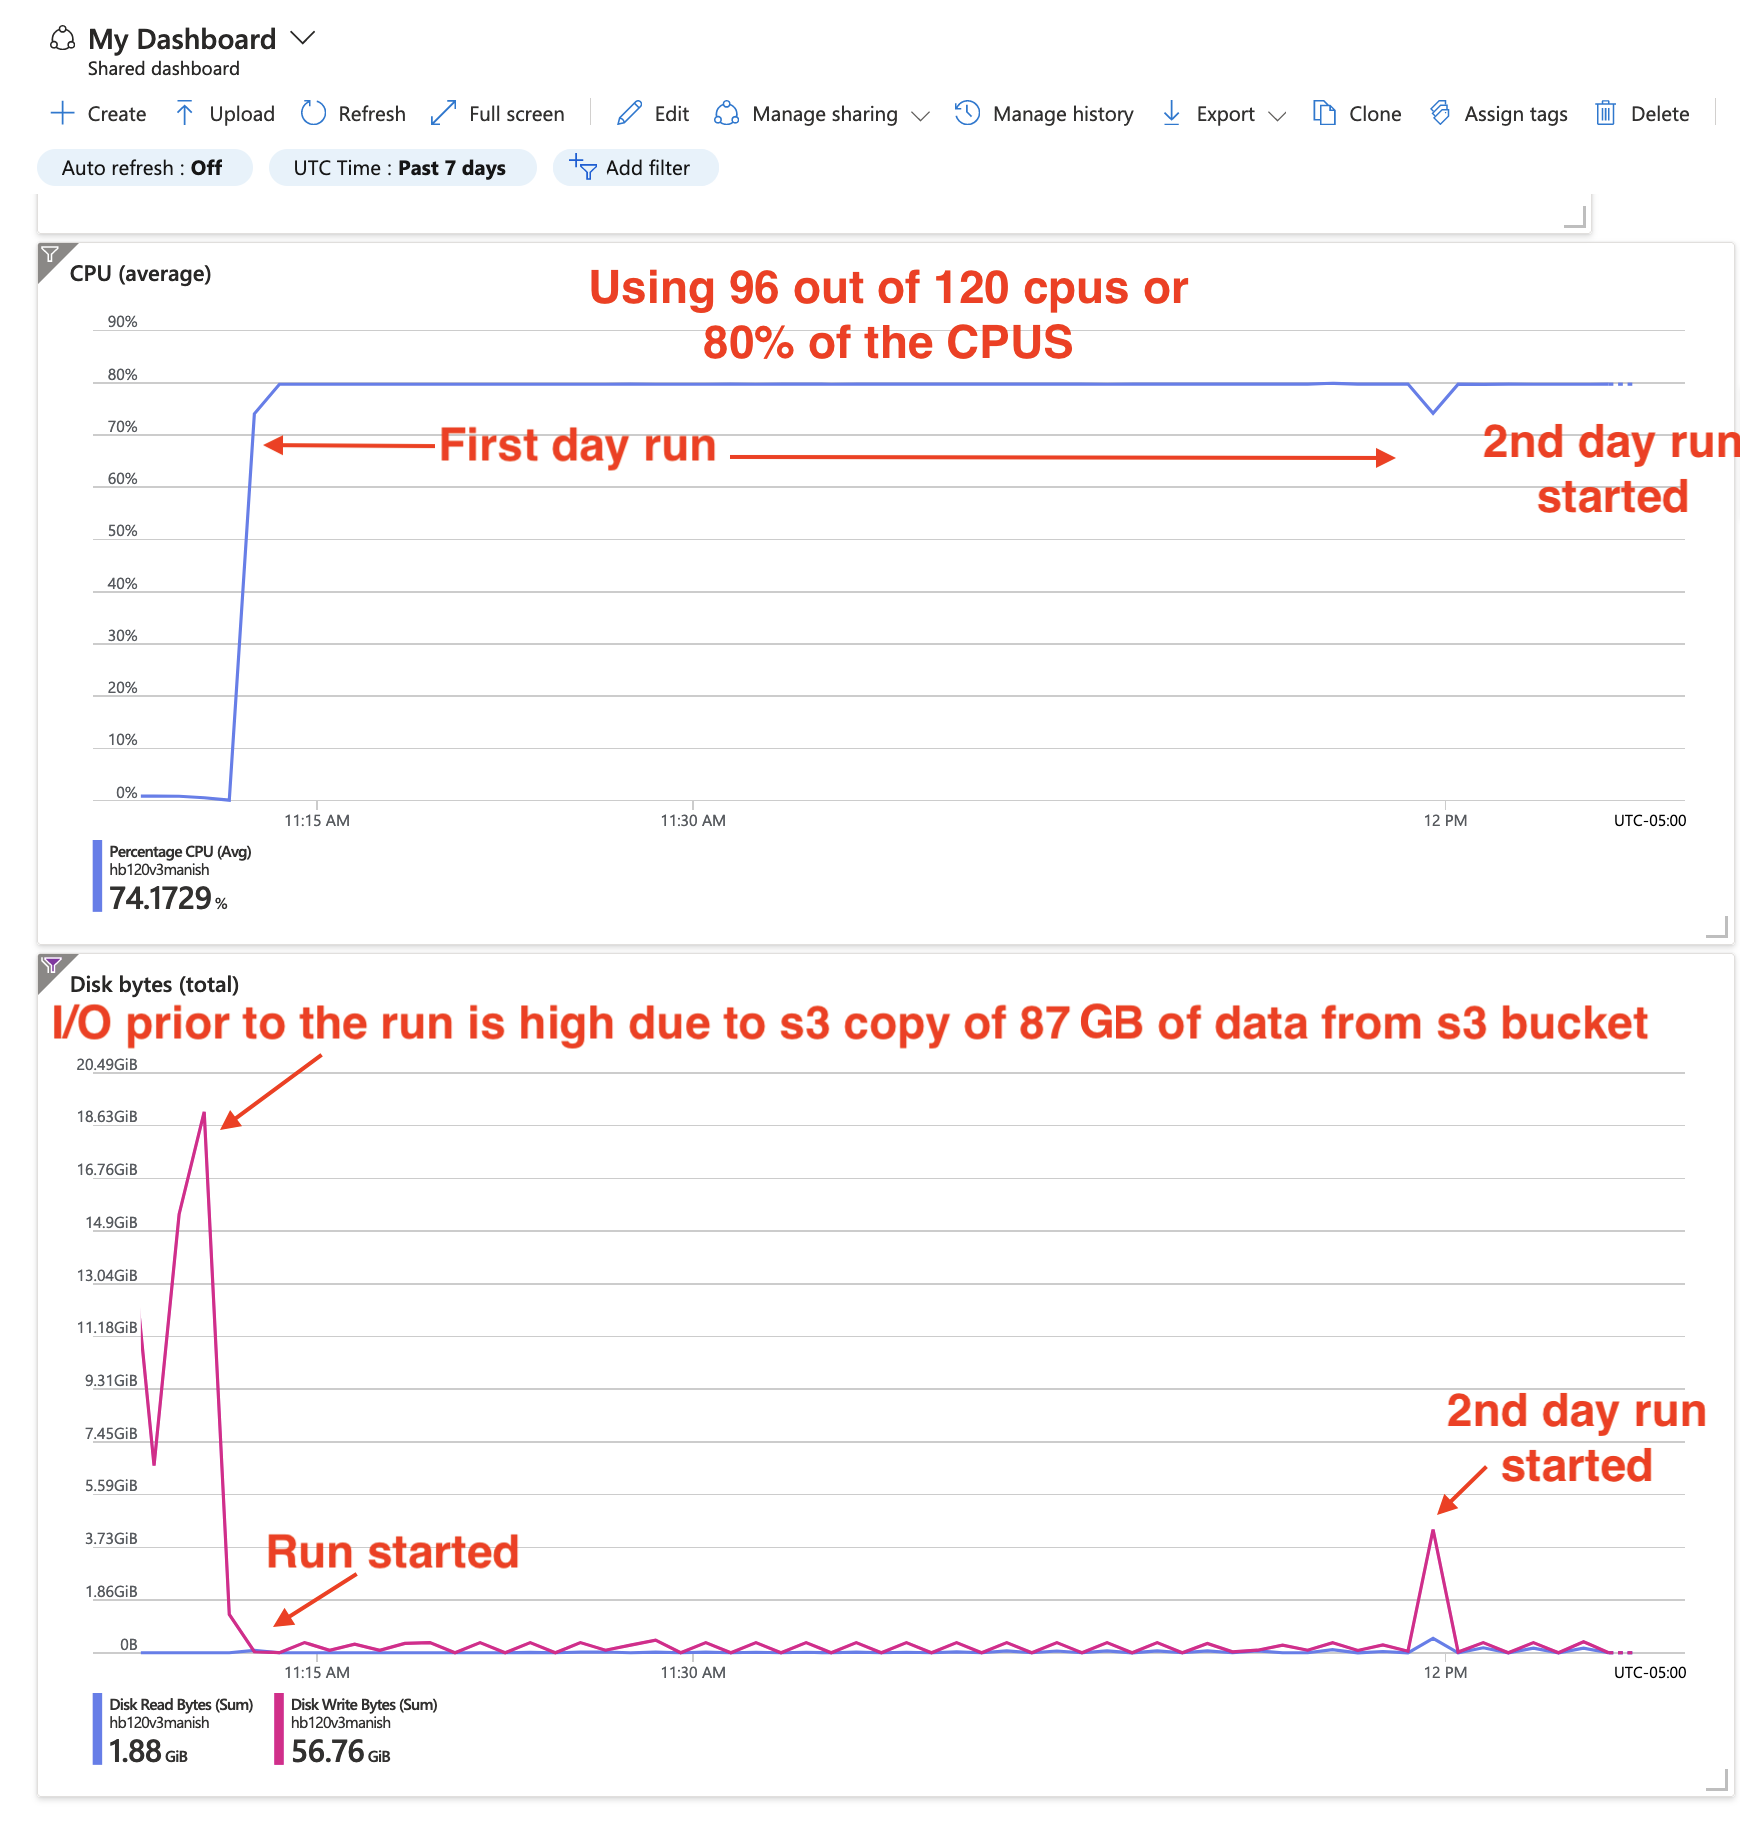 My Dashboard
Shared dashboard
Create Upload Refresh Full screen Edit Manage sharing Manage history Export Clone Assign tags Delete
Auto refresh : Off UTC Time : Past 7 days Add filter
CPU (average)
Using 96 out of 120 cpus or
80% of the CPUS
90%
80%
70%
First day run
2nd day run
started
60%
50%
40%
30%
20%
10%
0%
11:15 AM 11:30 AM 12 PM UTC-05:00
Percentage CPU (Avg)
hb120v3manish
74.1729 %
Disk bytes (total)
I/O prior to the run is high due to s3 copy of 87 GB of data from s3 bucket
20.49GiB
18.63GiB
16.76GiB
14.9GiB
13.04GiB
11.18GiB
9.31GiB
2nd day run
started
7.45GiB
5.59GiB
3.73GiB
Run started
1.86GiB
0B
11:15 AM 11:30 AM 12 PM UTC-05:00
Disk Read Bytes (Sum)
hb120v3manish
1.88 GiB
Disk Write Bytes (Sum)
hb120v3manish
56.76 GiB